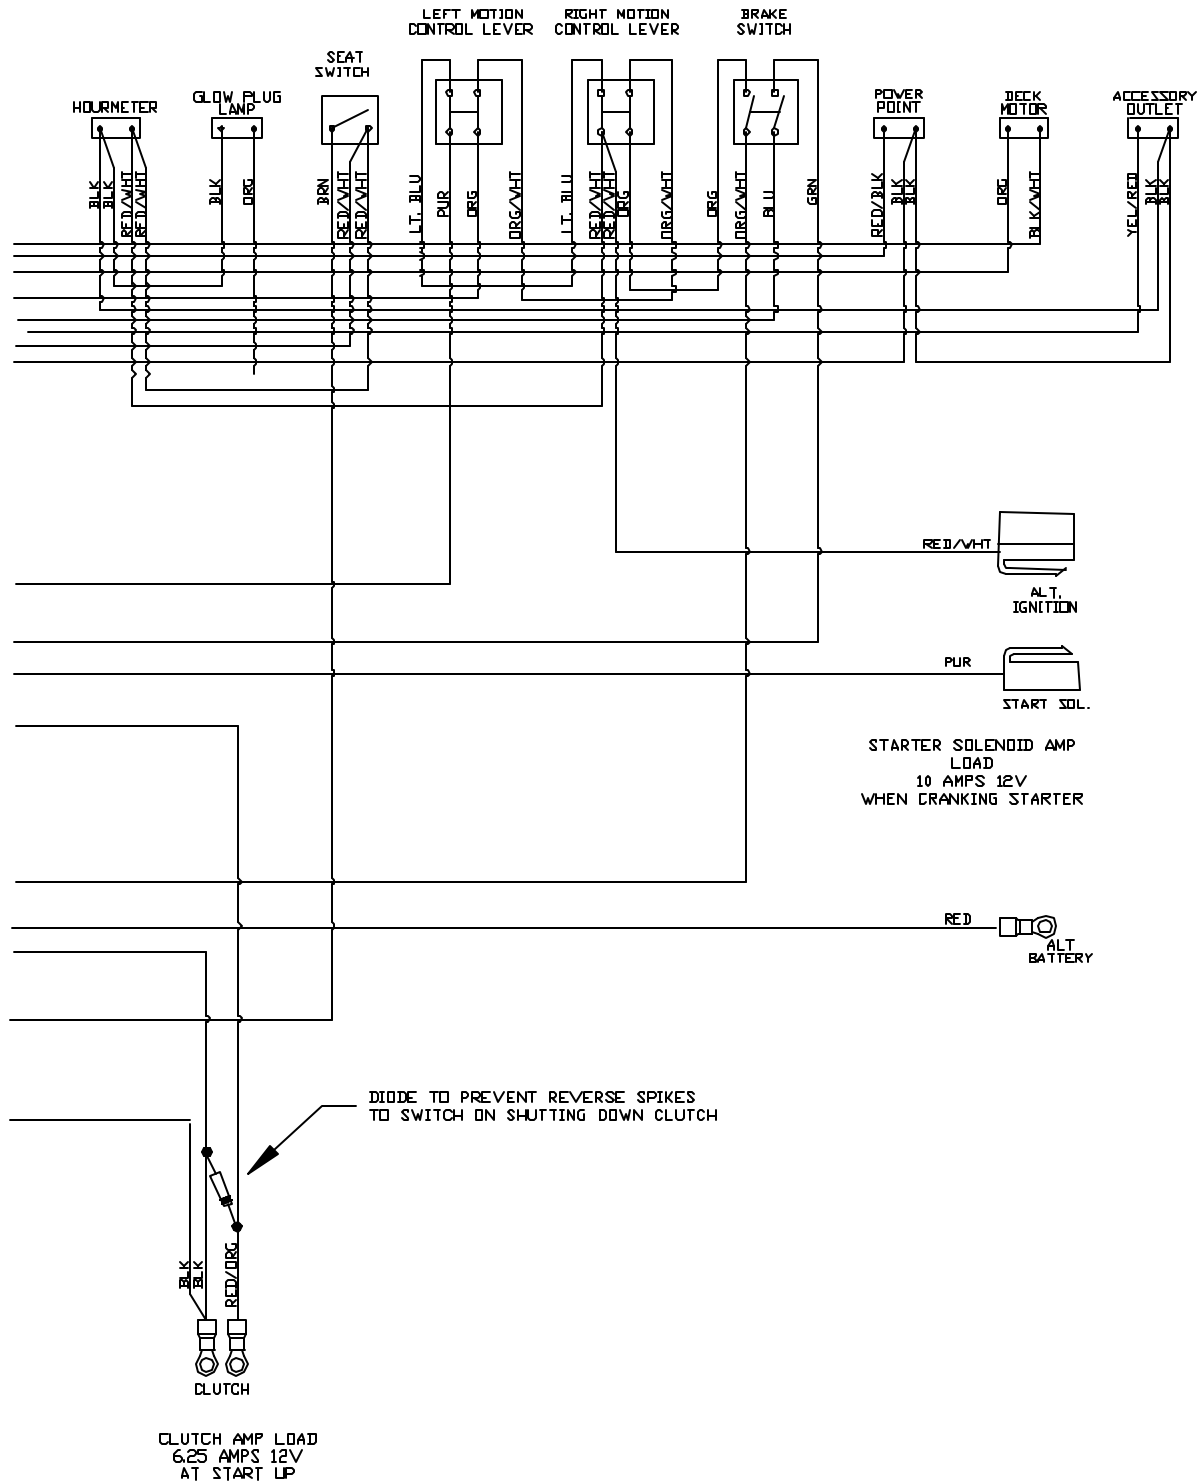 LEFT MOTION
CONTROL LEVER
RIGHT MOTION
CONTROL LEVER
BRAKE
SWITCH
SEAT
SWITCH
HOURMETER
GLOW PLUG
LAMP
POWER
POINT
DECK
MOTOR
ACCESSORY
OUTLET
BLK
BLK
RED/WHT
RED/WHT
BLK
ORG
BRN
RED/WHT
RED/WHT
LT. BLU
PUR
ORG
ORG/WHT
LT. BLU
RED/WHT
RED/WHT
ORG
ORG/WHT
ORG
ORG/WHT
BLU
GRN
RED/BLK
BLK
BLK
ORG
BLK/WHT
YEL/RED
BLK
BLK
RED/WHT
ALT.
IGNITION
PUR
START SOL.
STARTER SOLENOID AMP
LOAD
10 AMPS 12V
WHEN CRANKING STARTER
RED
ALT
BATTERY
DIODE TO PREVENT REVERSE SPIKES
TO SWITCH ON SHUTTING DOWN CLUTCH
BLK
BLK
RED/ORG
CLUTCH
CLUTCH AMP LOAD
6.25 AMPS 12V
AT START UP